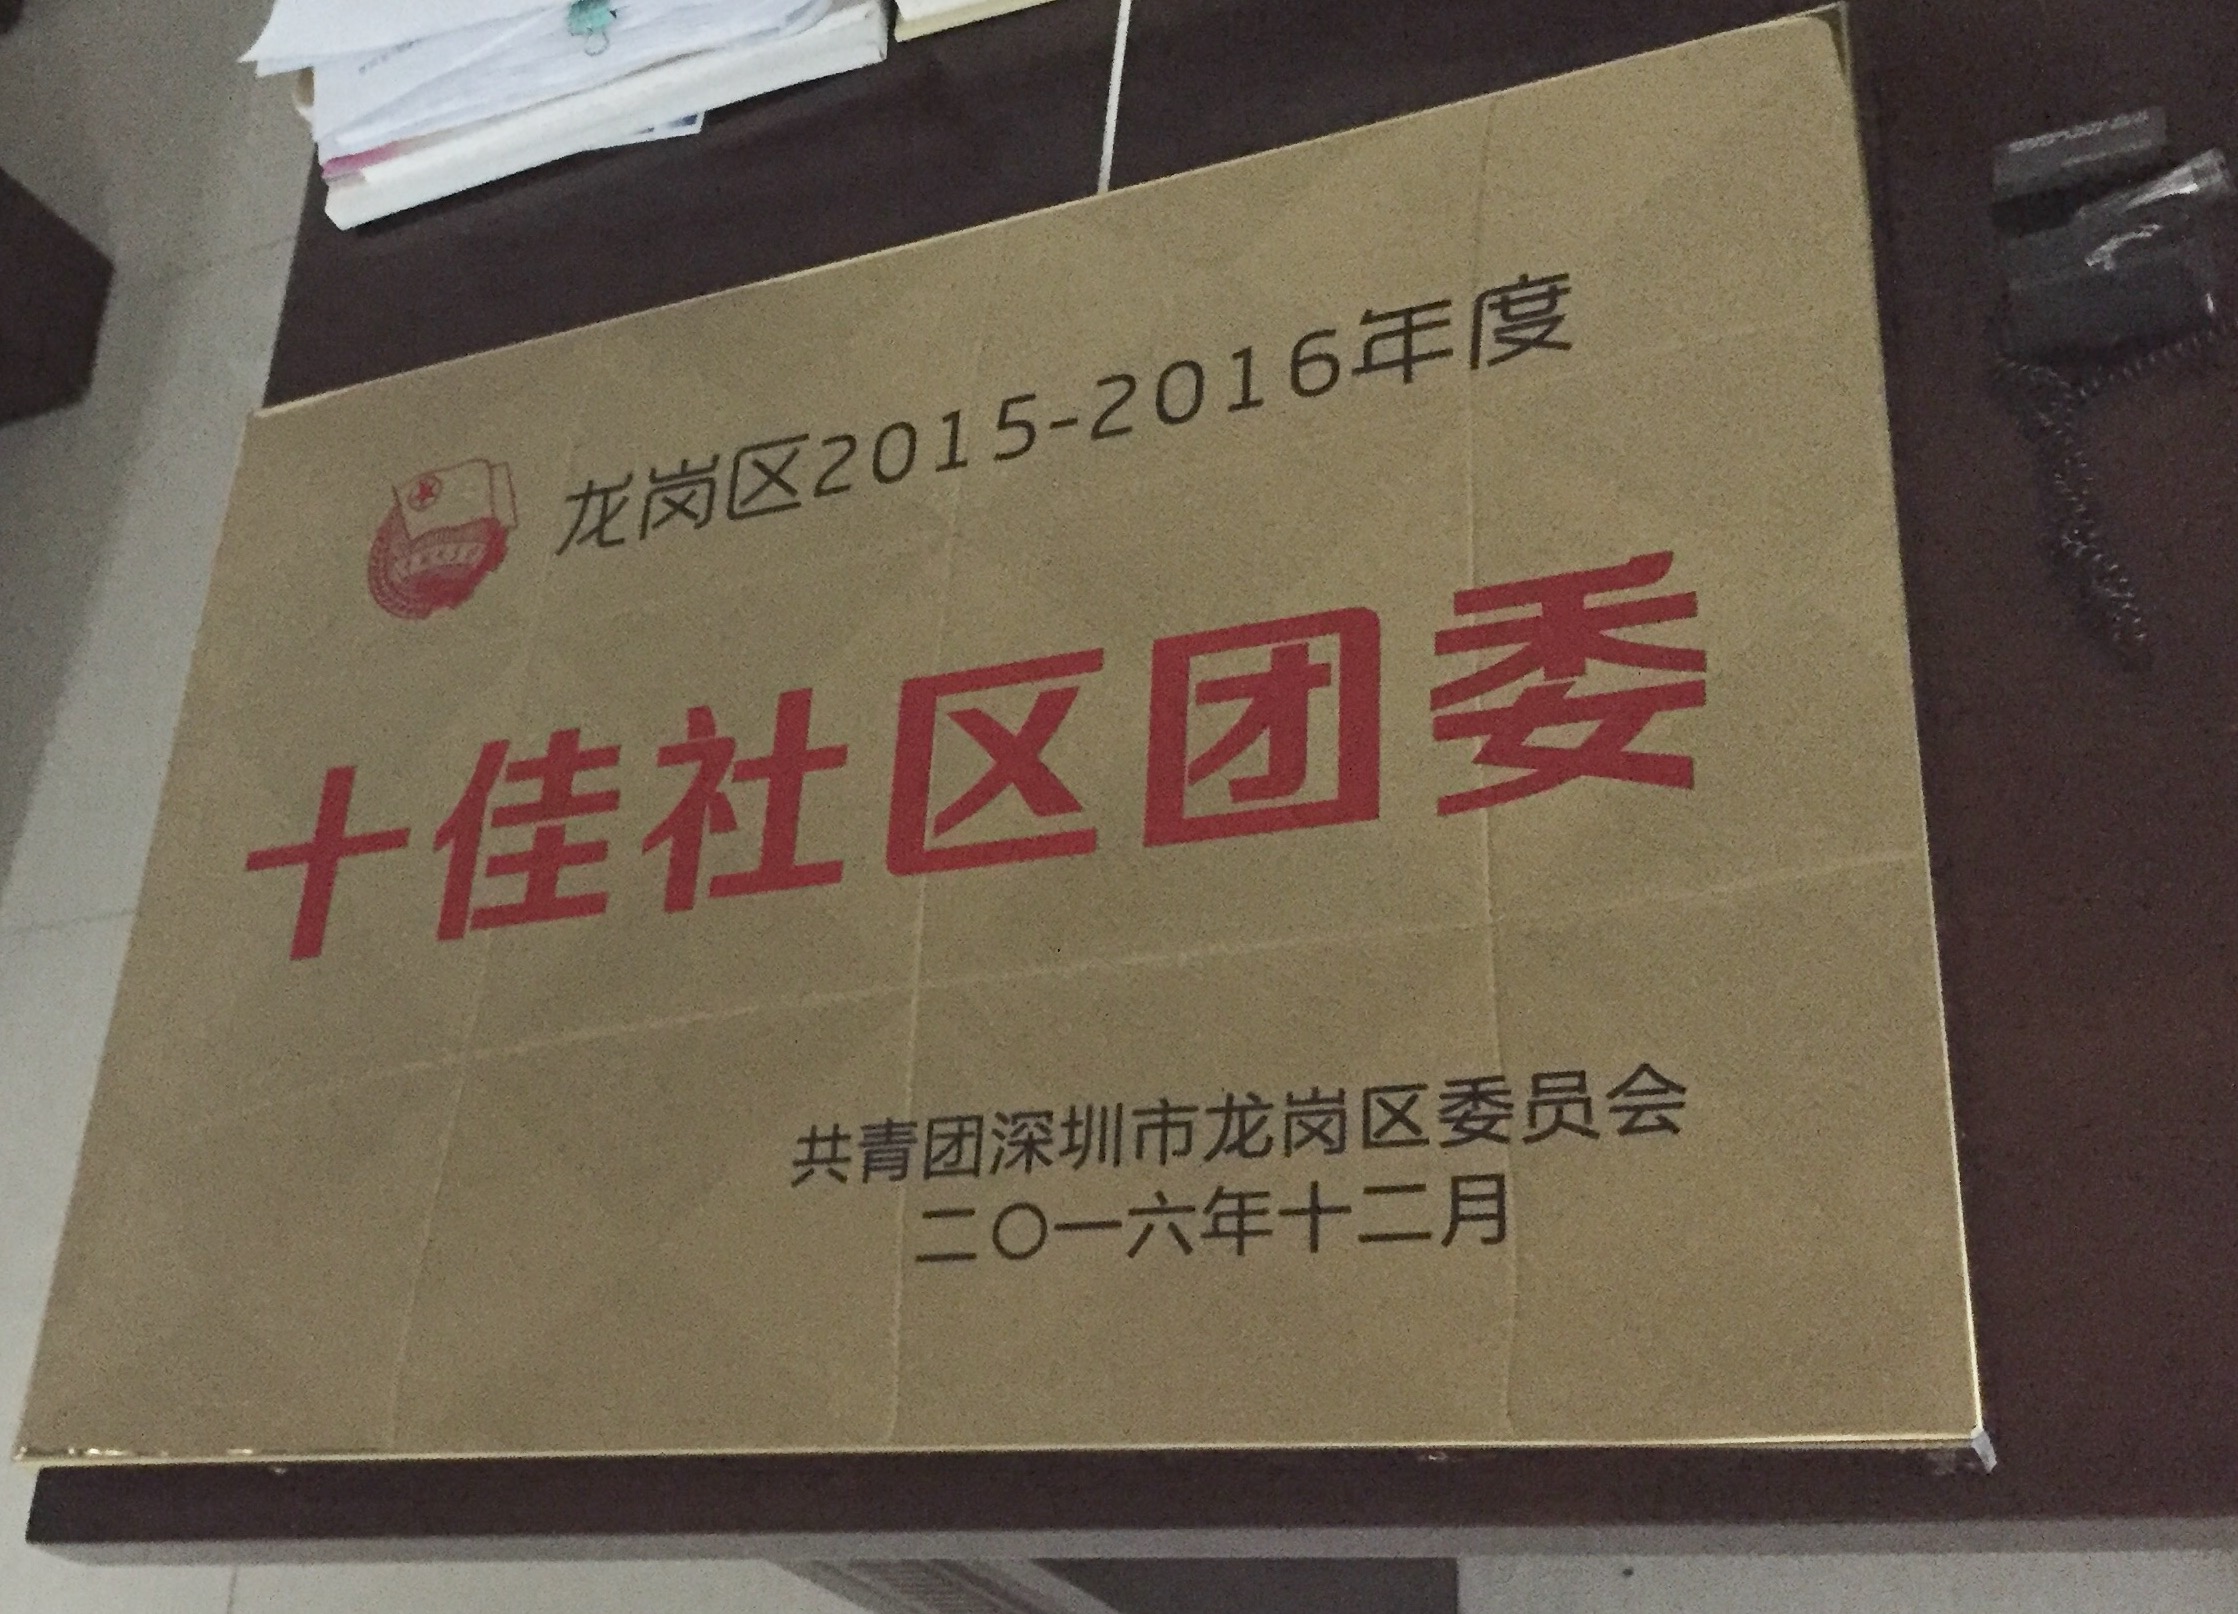 龙岗区2015-2016年度
十佳社区团委
共青团深圳市龙岗区委员会
二〇一六年十二月